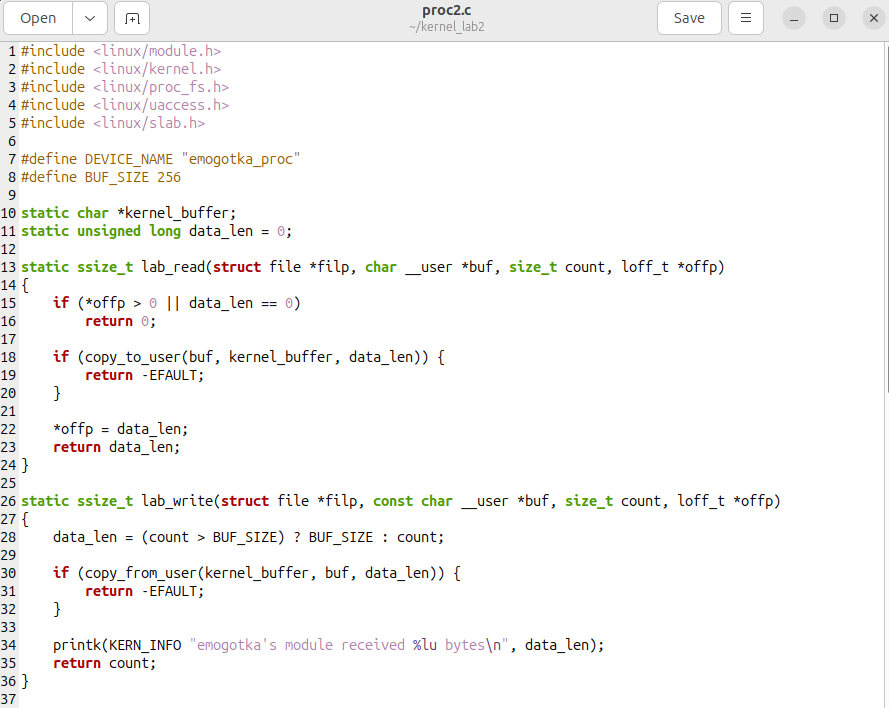 Open
proc2.c
~/kernel_lab2
Save
1 #include <linux/module.h>
2 #include <linux/kernel.h>
3 #include <linux/proc_fs.h>
4 #include <linux/uaccess.h>
5 #include <linux/slab.h>
6
7 #define DEVICE_NAME "emogotka_proc"
8 #define BUF_SIZE 256
9
10 static char *kernel_buffer;
11 static unsigned long data_len = 0;
12
13 static ssize_t lab_read(struct file *filp, char __user *buf, size_t count, loff_t *offp)
14 {
15     if (*offp > 0 || data_len == 0)
16         return 0;
17
18     if (copy_to_user(buf, kernel_buffer, data_len)) {
19         return -EFAULT;
20     }
21
22     *offp = data_len;
23     return data_len;
24 }
25
26 static ssize_t lab_write(struct file *filp, const char __user *buf, size_t count, loff_t *offp)
27 {
28     data_len = (count > BUF_SIZE) ? BUF_SIZE : count;
29
30     if (copy_from_user(kernel_buffer, buf, data_len)) {
31         return -EFAULT;
32     }
33
34     printk(KERN_INFO "emogotka's module received %lu bytes\n", data_len);
35     return count;
36 }
37